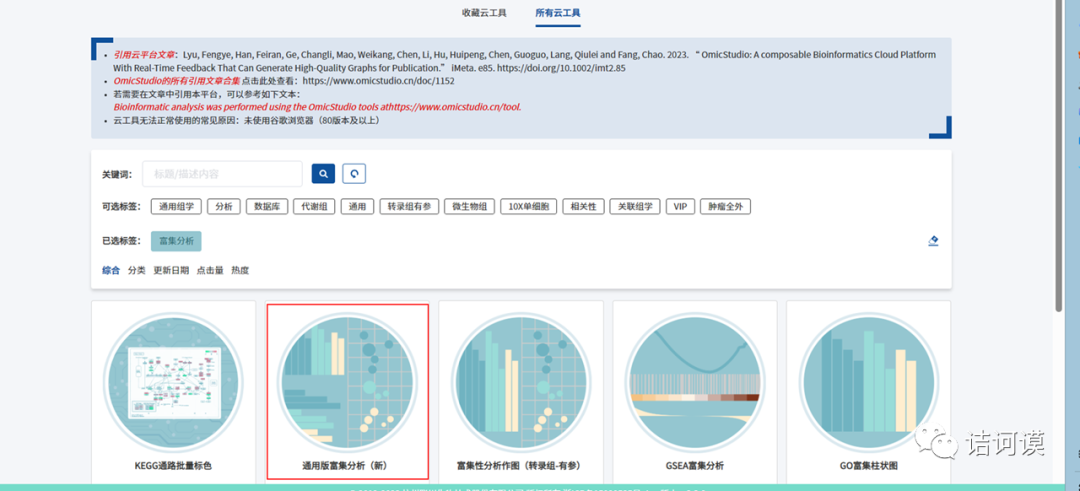 收藏云工具 所有云工具
引用云平台文章：Lyu, Fengye, Han, Feiran, Ge, Changli, Mao, Weikang, Chen, Li, Hu, Huipeng, Chen, Guoguo, Lang, Qiulei and Fang, Chao. 2023. “ OmicStudio: A composable Bioinformatics Cloud Platform
With Real-Time Feedback That Can Generate High-Quality Graphs for Publication.” iMeta. e85. https://doi.org/10.1002/imt2.85
OmicStudio的所有引用文章合集 点击此处查看：https://www.omicstudio.cn/doc/1152
若需要在文章中引用本平台，可以参考如下文本：
Bioinformatic analysis was performed using the OmicStudio tools athttps://www.omicstudio.cn/tool.
云工具无法正常使用的常见原因：未使用谷歌浏览器（80版本及以上）
关键词： 标题/描述内容
可选标签： 通用组学 分析 数据库 代谢组 通用 转录组有参 微生物组 10X单细胞 相关性 关联组学 VIP 肿瘤全外
已选标签： 富集分析
综合 分类 更新日期 点击量 热度
KEGG通路批量标色 通用版富集分析（新） 富集性分析作图（转录组-有参） GSEA富集分析 GO富集柱状图
诘诃谟